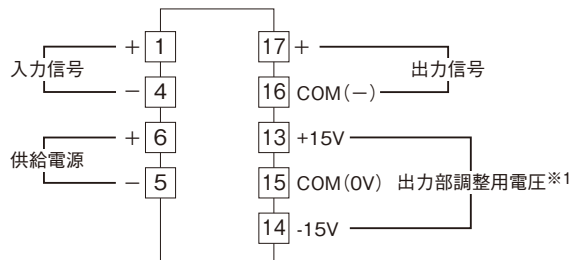 + 1
入力信号
− 4
+ 6
供給電源
− 5
17 +
出力信号
16 COM(−)
13 +15V
15 COM(0V) 出力部調整用電圧※1
14 -15V